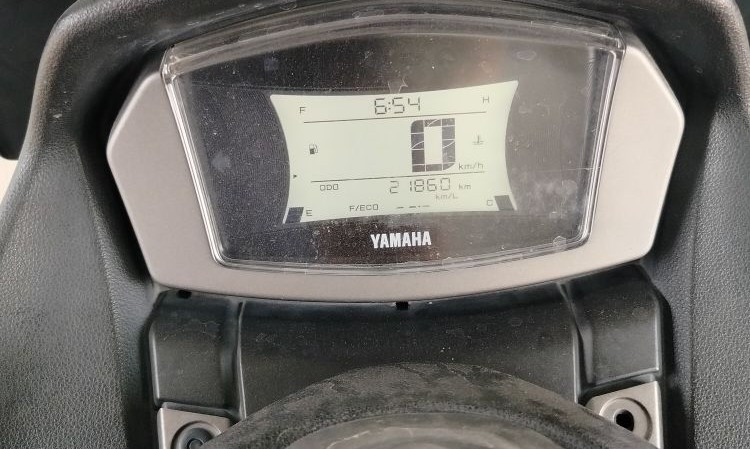 F 6:54 H
0 km/h
ODO 21860 km
km/L
E F/ECO --.- C
YAMAHA